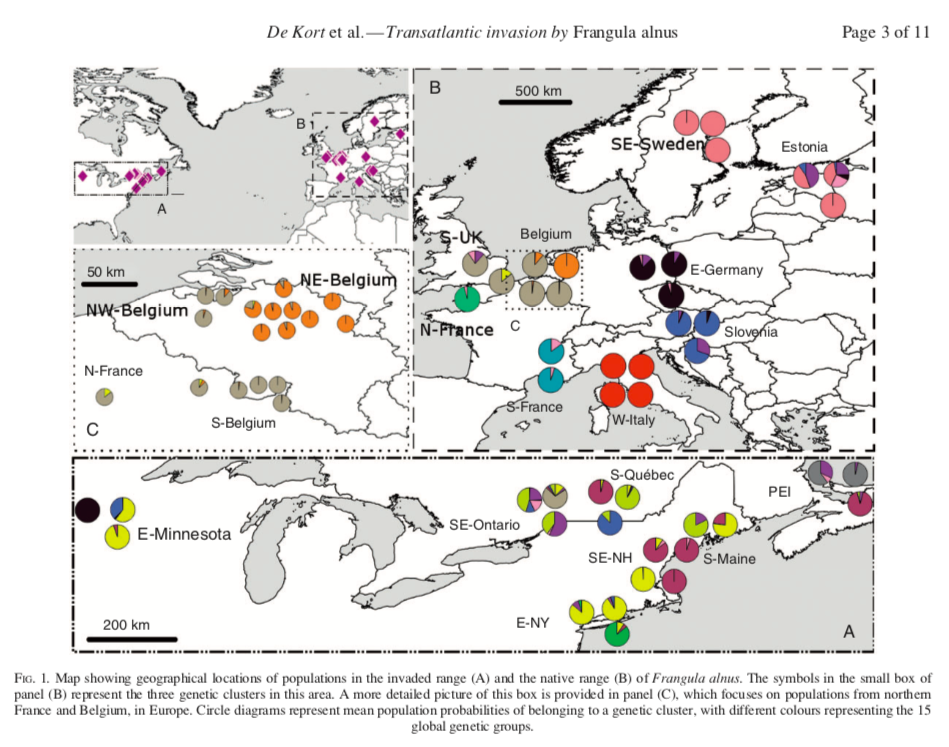 De Kort et al.—Transatlantic invasion by Frangula alnus
Page 3 of 11
B
A
B
500 km
SE-Sweden
Estonia
S-UK
Belgium
E-Germany
N-France
C
Slovenia
S-France
W-Italy
50 km
NE-Belgium
NW-Belgium
N-France
S-Belgium
C
S-Québec
PEI
SE-Ontario
E-Minnesota
SE-NH
S-Maine
E-NY
200 km
A
FIG. 1. Map showing geographical locations of populations in the invaded range (A) and the native range (B) of Frangula alnus. The symbols in the small box of
panel (B) represent the three genetic clusters in this area. A more detailed picture of this box is provided in panel (C), which focuses on populations from northern
France and Belgium, in Europe. Circle diagrams represent mean population probabilities of belonging to a genetic cluster, with different colours representing the 15
global genetic groups.